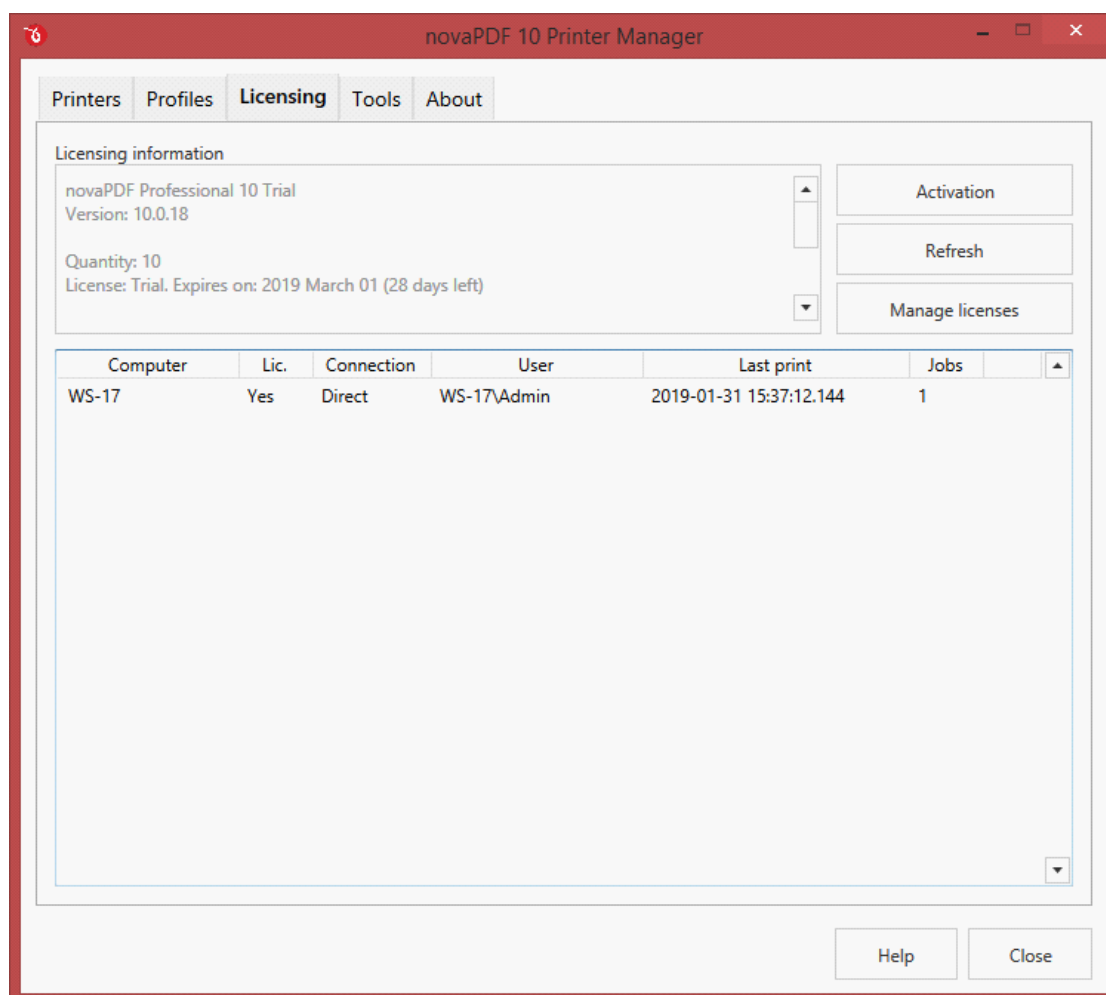 novaPDF 10 Printer Manager
Printers Profiles Licensing Tools About
Licensing information
novaPDF Professional 10 Trial
Version: 10.0.18
Quantity: 10
License: Trial. Expires on: 2019 March 01 (28 days left)
Activation
Refresh
Manage licenses
Computer Lic. Connection User Last print Jobs
WS-17 Yes Direct WS-17\Admin 2019-01-31 15:37:12.144 1
Help Close